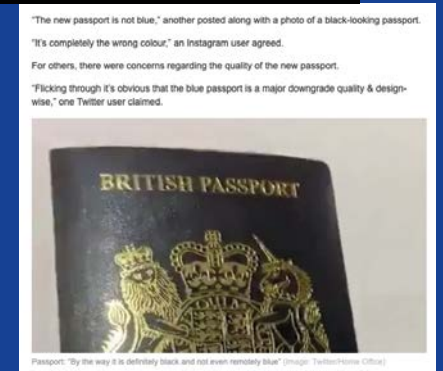 "The new passport is not blue," another posted along with a photo of a black-looking passport.
"It's completely the wrong colour," an Instagram user agreed.
For others, there were concerns regarding the quality of the new passport.
"Flicking through it's obvious that the blue passport is a major downgrade quality & design-
wise," one Twitter user claimed.
BRITISH PASSPORT
Passport: "By the way it is definitely black and not even remotely blue" (Image: Twitter/Home Office)